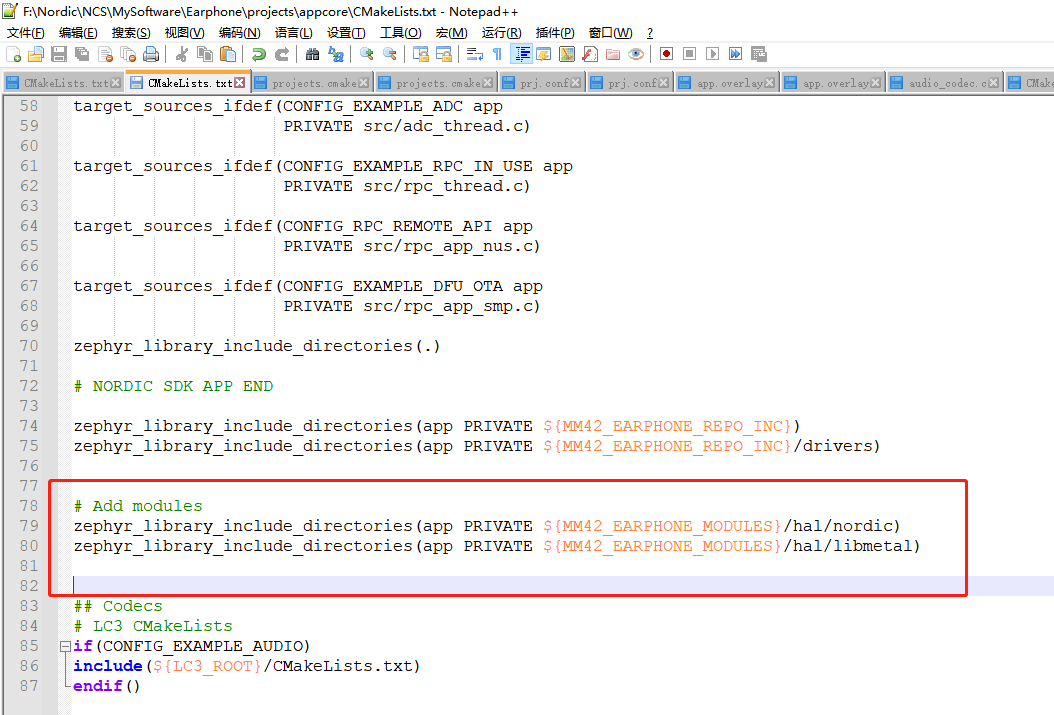 F:\Nordic\NCS\MySoftware\Earphone\projects\appcore\CMakeLists.txt - Notepad++
文件(F) 编辑(E) 搜索(S) 视图(V) 编码(N) 语言(L) 设置(T) 工具(O) 宏(M) 运行(R) 插件(P) 窗口(W) ?
CMakeLists.txt CMakeLists.txt projects.cmake projects.cmake prj.conf prj.conf app.overlay app.overlay audio_codec.c CMake
58 target_sources_ifdef(CONFIG_EXAMPLE_ADC app
59 PRIVATE src/adc_thread.c)
60
61 target_sources_ifdef(CONFIG_EXAMPLE_RPC_IN_USE app
62 PRIVATE src/rpc_thread.c)
63
64 target_sources_ifdef(CONFIG_RPC_REMOTE_API app
65 PRIVATE src/rpc_app_nus.c)
66
67 target_sources_ifdef(CONFIG_EXAMPLE_DFU_OTA app
68 PRIVATE src/rpc_app_smp.c)
69
70 zephyr_library_include_directories(.)
71
72 # NORDIC SDK APP END
73
74 zephyr_library_include_directories(app PRIVATE ${MM42_EARPHONE_REPO_INC})
75 zephyr_library_include_directories(app PRIVATE ${MM42_EARPHONE_REPO_INC}/drivers)
76
77
78 # Add modules
79 zephyr_library_include_directories(app PRIVATE ${MM42_EARPHONE_MODULES}/hal/nordic)
80 zephyr_library_include_directories(app PRIVATE ${MM42_EARPHONE_MODULES}/hal/libmetal)
81
82
83 ## Codecs
84 # LC3 CMakeLists
85 if(CONFIG_EXAMPLE_AUDIO)
86 include(${LC3_ROOT}/CMakeLists.txt)
87 endif()